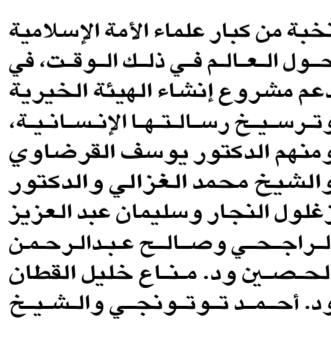 نخبة من كبار علماء الأمة الإسلامية
حول العالم في ذلك الوقت، في
دعم مشروع إنشاء الهيئة الخيرية
وترسيخ رسالتها الإنسانية،
ومنهم الدكتور يوسف القرضاوي
والشيخ محمد الغزالي والدكتور
زغلول النجار وسليمان عبد العزيز
الراجحي وصالح عبدالرحمن
الحصين ود. مناع خليل القطان
ود. أحمد توتونجي والشيخ